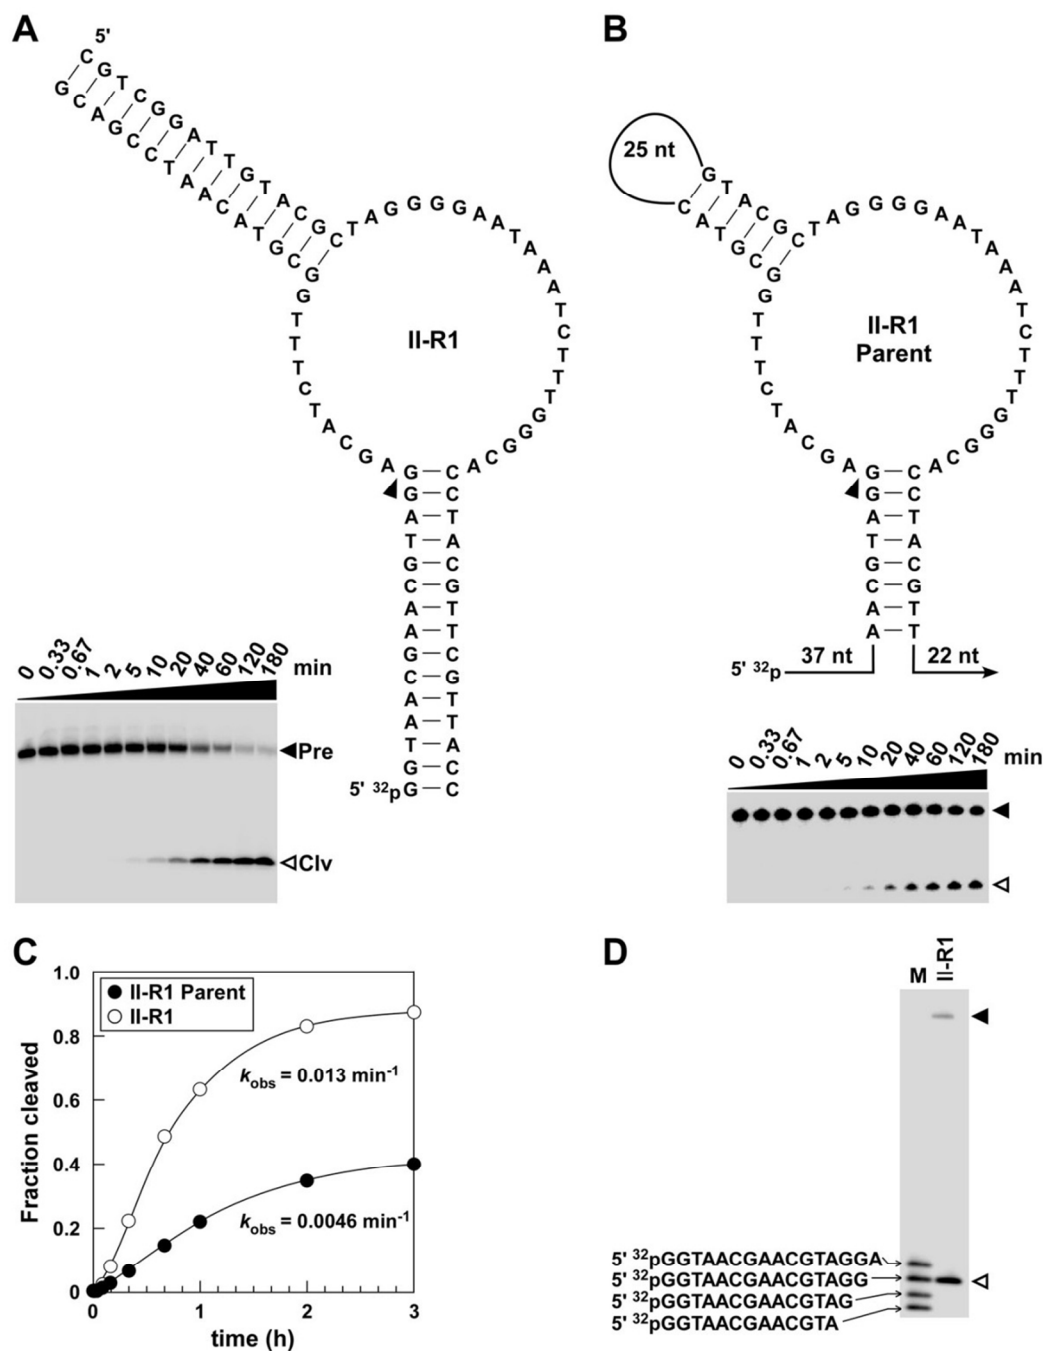 A
5'
CGTCGGATTGTACGCTAGGGGAATAAATCTTTGGGCA
GCAGCCTAACATGCGGTTTCTACGA
II-R1
G C
G C
A T
T A
G C
C G
A T
A T
G C
C G
A T
A T
T A
G C
5' ³²pG C
0 0.33 0.67 1 2 5 10 20 40 60 120 180 min
Pre
Clv
B
25 nt
GTACGCTAGGGGAATAAATCTTTGGGCA
CATGCGGTTTCTACGA
II-R1
Parent
G C
G C
A T
T A
G C
C G
A T
A T
5' ³²p 37 nt 22 nt
0 0.33 0.67 1 2 5 10 20 40 60 120 180 min
C
1.0
0.8
0.6
0.4
0.2
0
Fraction cleaved
II-R1 Parent
II-R1
kobs = 0.013 min⁻¹
kobs = 0.0046 min⁻¹
0 1 2 3
time (h)
D
M II-R1
5' ³²pGGTAACGAACGTAGGA
5' ³²pGGTAACGAACGTAGG
5' ³²pGGTAACGAACGTAG
5' ³²pGGTAACGAACGTA